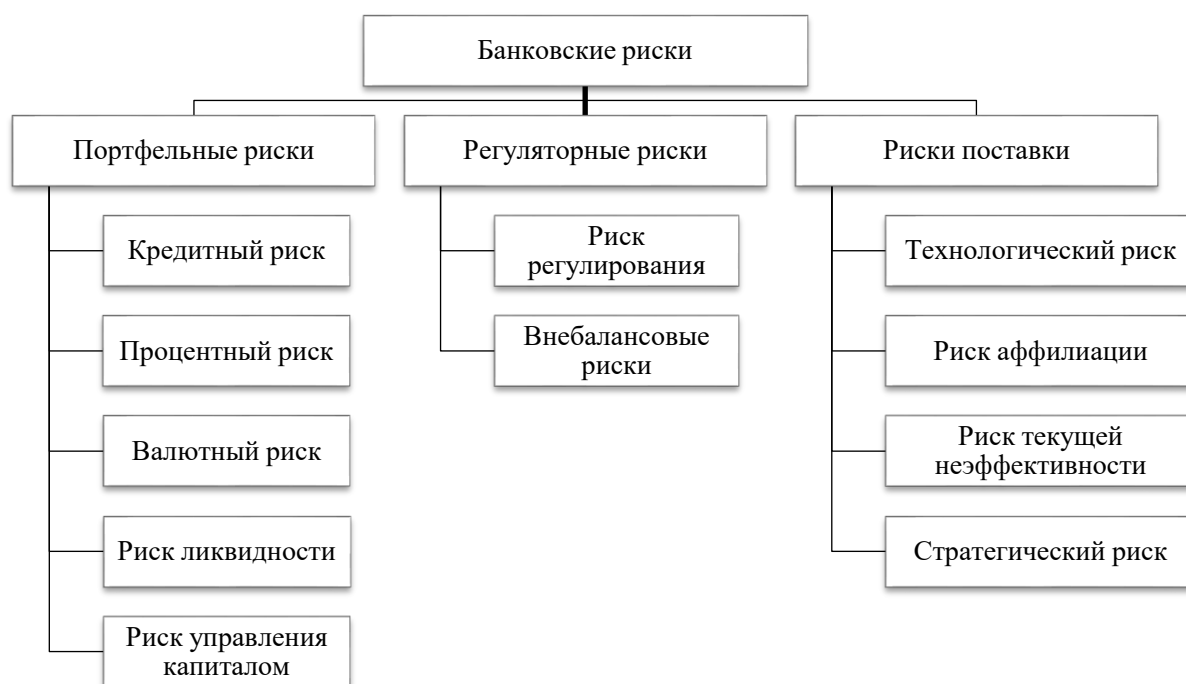 Банковские риски
Портфельные риски
Кредитный риск
Процентный риск
Валютный риск
Риск ликвидности
Риск управления
капиталом
Регуляторные риски
Риск
регулирования
Внебалансовые
риски
Риски поставки
Технологический риск
Риск аффилиации
Риск текущей
неэффективности
Стратегический риск